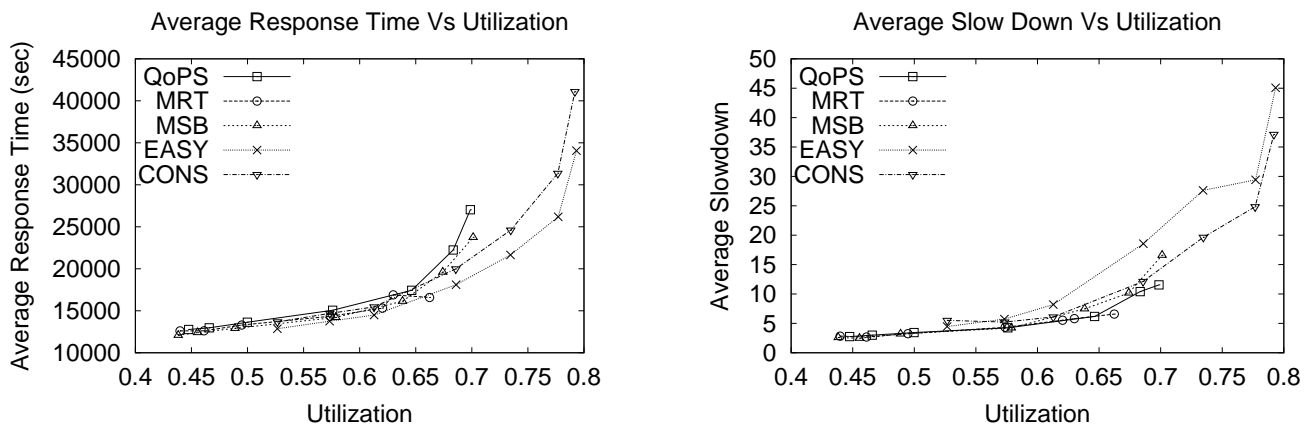 Average Response Time Vs Utilization
Average Response Time (sec)
45000
40000
35000
30000
25000
20000
15000
10000
QoPS
MRT
MSB
EASY
CONS
0.4 0.45 0.5 0.55 0.6 0.65 0.7 0.75 0.8
Utilization
Average Slow Down Vs Utilization
Average Slowdown
50
45
40
35
30
25
20
15
10
5
0
QoPS
MRT
MSB
EASY
CONS
0.4 0.45 0.5 0.55 0.6 0.65 0.7 0.75 0.8
Utilization